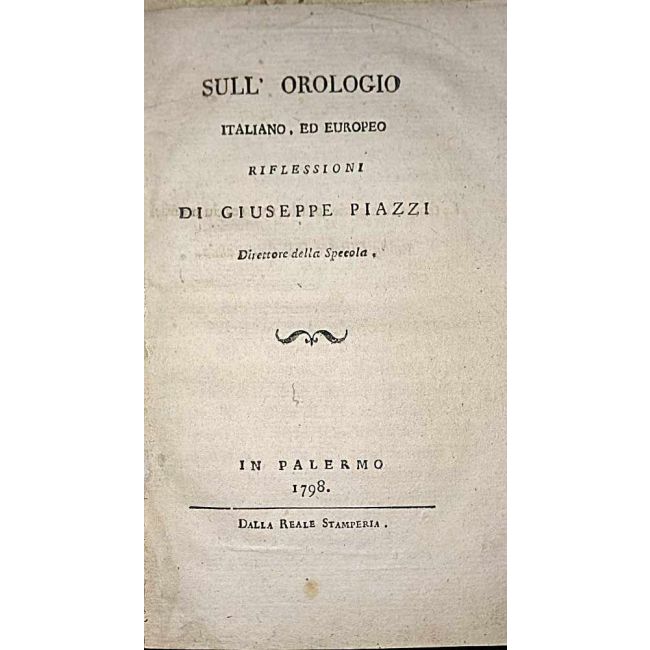 SULL' OROLOGIO
ITALIANO, ED EUROPEO
RIFLESSIONI
DI GIUSEPPE PIAZZI
Direttore della Specola.
IN PALERMO
1798.
DALLA REALE STAMPERIA.